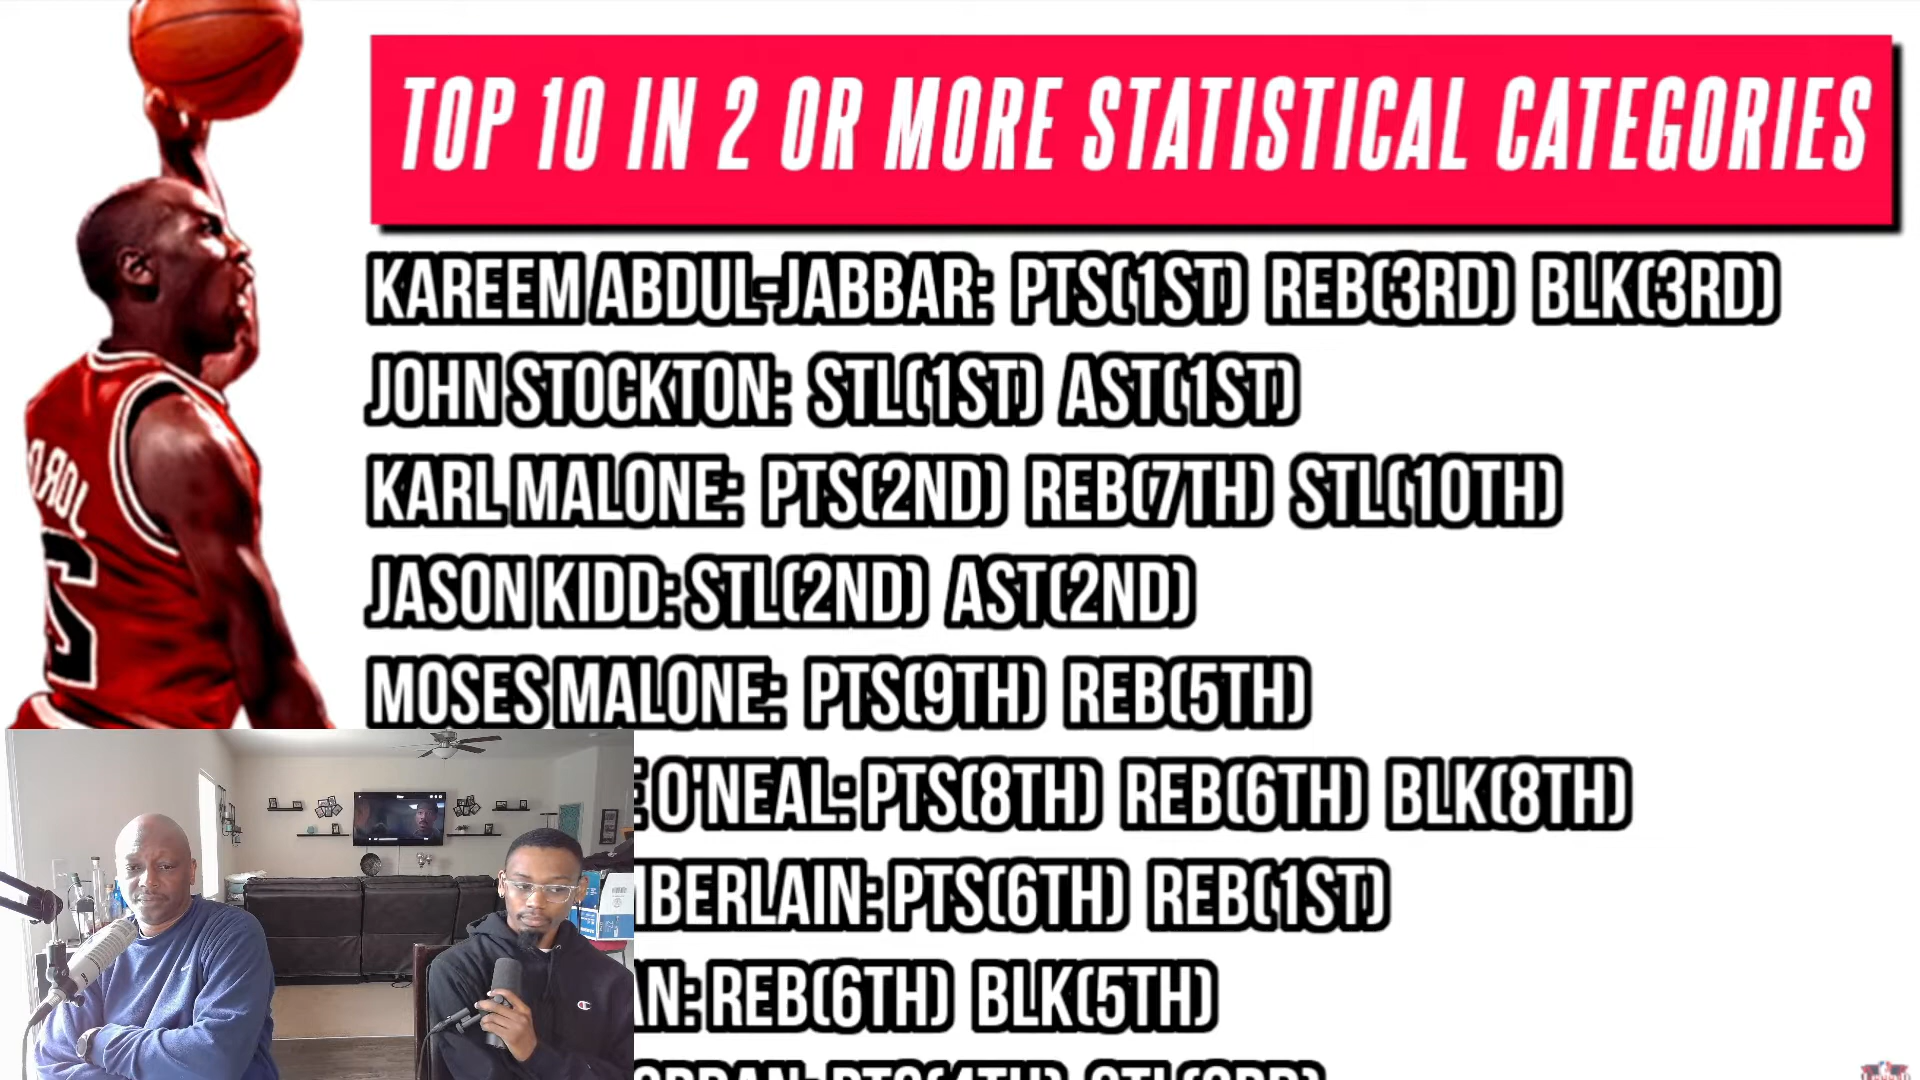 TOP 10 IN 2 OR MORE STATISTICAL CATEGORIES
KAREEM ABDUL-JABBAR: PTS(1ST) REB(3RD) BLK(3RD)
JOHN STOCKTON: STL(1ST) AST(1ST)
KARL MALONE: PTS(2ND) REB(7TH) STL(10TH)
JASON KIDD: STL(2ND) AST(2ND)
MOSES MALONE: PTS(9TH) REB(5TH)
E O'NEAL: PTS(8TH) REB(6TH) BLK(8TH)
MBERLAIN: PTS(6TH) REB(1ST)
AN: REB(6TH) BLK(5TH)